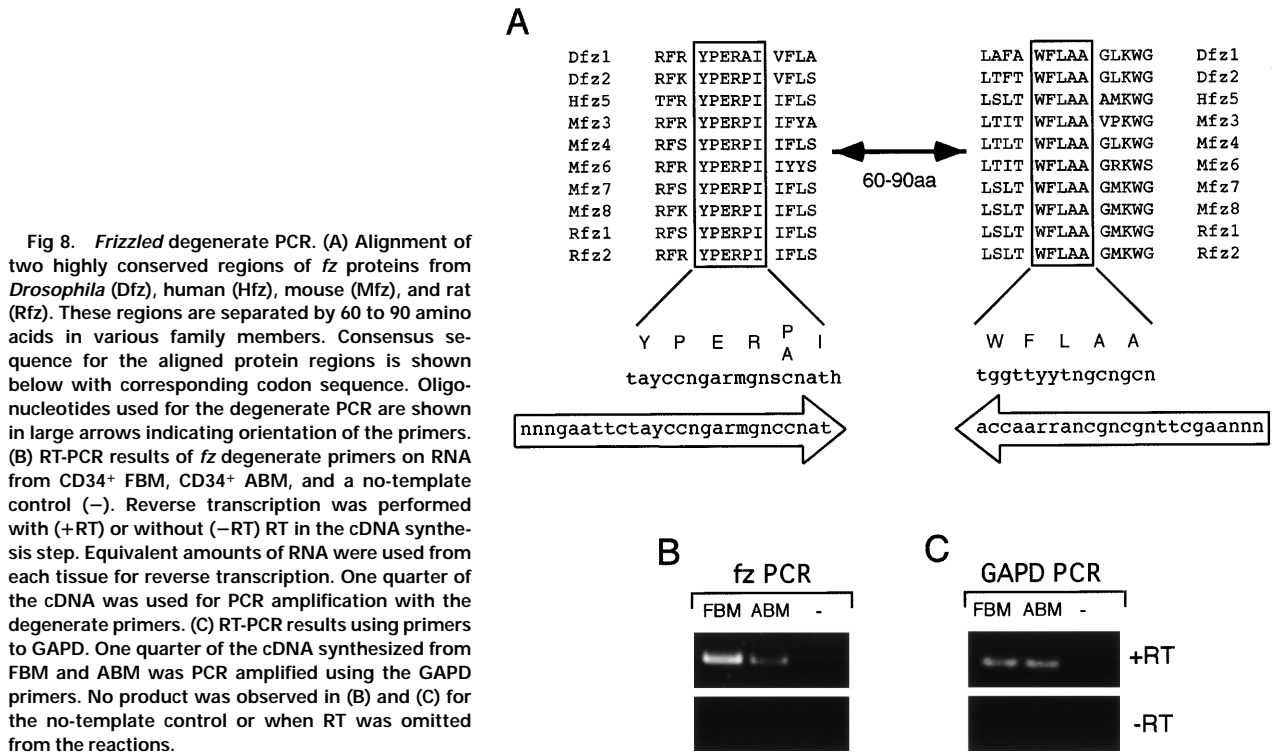 Fig 8. Frizzled degenerate PCR. (A) Alignment of
two highly conserved regions of fz proteins from
Drosophila (Dfz), human (Hfz), mouse (Mfz), and rat
(Rfz). These regions are separated by 60 to 90 amino
acids in various family members. Consensus se-
quence for the aligned protein regions is shown
below with corresponding codon sequence. Oligo-
nucleotides used for the degenerate PCR are shown
in large arrows indicating orientation of the primers.
(B) RT-PCR results of fz degenerate primers on RNA
from CD34+ FBM, CD34+ ABM, and a no-template
control (−). Reverse transcription was performed
with (+RT) or without (−RT) RT in the cDNA synthe-
sis step. Equivalent amounts of RNA were used from
each tissue for reverse transcription. One quarter of
the cDNA was used for PCR amplification with the
degenerate primers. (C) RT-PCR results using primers
to GAPD. One quarter of the cDNA synthesized from
FBM and ABM was PCR amplified using the GAPD
primers. No product was observed in (B) and (C) for
the no-template control or when RT was omitted
from the reactions.
A
Dfz1 RFR YPERAI VFLA LAFA WFLAA GLKWG Dfz1
Dfz2 RFK YPERPI VFLS LTFT WFLAA GLKWG Dfz2
Hfz5 TFR YPERPI IFLS LSLT WFLAA AMKWG Hfz5
Mfz3 RFR YPERPI IFYA LTIT WFLAA VPKWG Mfz3
Mfz4 RFS YPERPI IFLS LTLT WFLAA GLKWG Mfz4
Mfz6 RFR YPERPI IYYS LTIT WFLAA GRKWS Mfz6
Mfz7 RFS YPERPI IFLS LSLT WFLAA GMKWG Mfz7
Mfz8 RFK YPERPI IFLS LSLT WFLAA GMKWG Mfz8
Rfz1 RFS YPERPI IFLS LSLT WFLAA GMKWG Rfz1
Rfz2 RFR YPERPI IFLS LSLT WFLAA GMKWG Rfz2
60-90aa
Y P E R P I W F L A A
A
tayccngarmgnscnath tggttyytngcngcn
nnngaattctayccngarmgnccnat accaarrancgncgnttcgaannn
B C
fz PCR GAPD PCR
FBM ABM - FBM ABM -
+RT
-RT